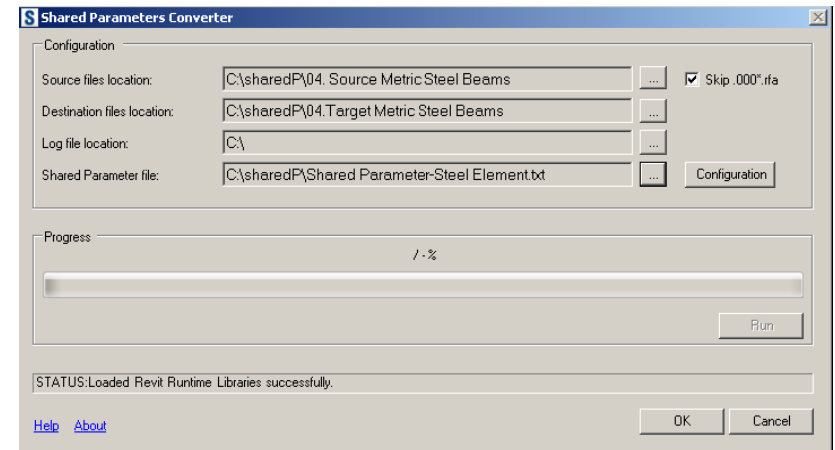 S Shared Parameters Converter
Configuration
Source files location: C:\sharedP\04. Source Metric Steel Beams ... Skip .000*.rfa
Destination files location: C:\sharedP\04.Target Metric Steel Beams ...
Log file location: C:\ ...
Shared Parameter file: C:\sharedP\Shared Parameter-Steel Element.txt ... Configuration
Progress
/ - %
Run
STATUS:Loaded Revit Runtime Libraries successfully.
Help About OK Cancel